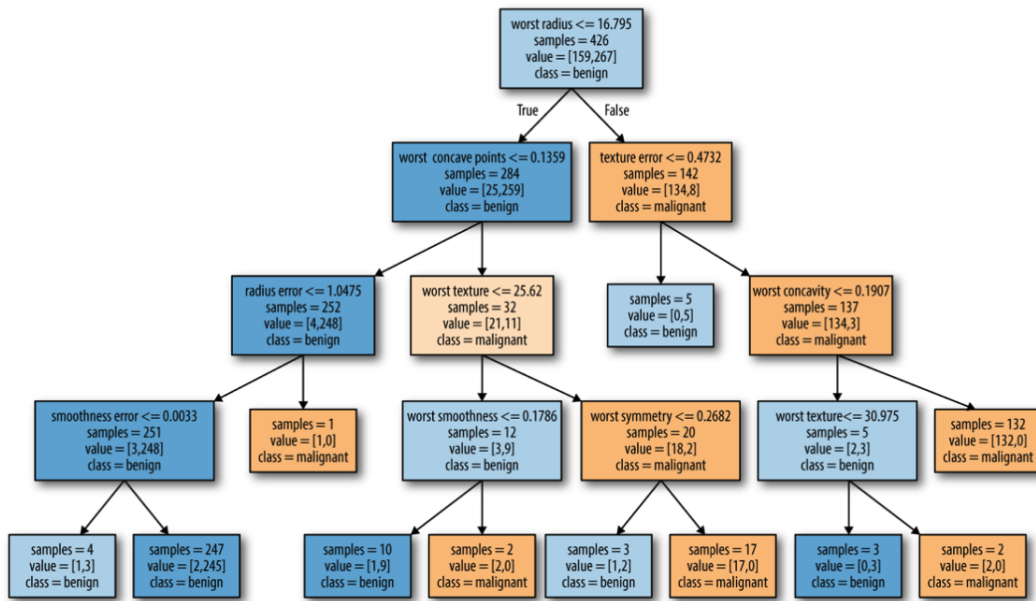 worst radius <= 16.795
samples = 426
value = [159,267]
class = benign
True
False
worst concave points <= 0.1359
samples = 284
value = [25,259]
class = benign
texture error <= 0.4732
samples = 142
value = [134,8]
class = malignant
radius error <= 1.0475
samples = 252
value = [4,248]
class = benign
worst texture <= 25.62
samples = 32
value = [21,11]
class = malignant
samples = 5
value = [0,5]
class = benign
worst concavity <= 0.1907
samples = 137
value = [134,3]
class = malignant
smoothness error <= 0.0033
samples = 251
value = [3,248]
class = benign
samples = 1
value = [1,0]
class = malignant
worst smoothness <= 0.1786
samples = 12
value = [3,9]
class = benign
worst symmetry <= 0.2682
samples = 20
value = [18,2]
class = malignant
worst texture<= 30.975
samples = 5
value = [2,3]
class = benign
samples = 132
value = [132,0]
class = malignant
samples = 4
value = [1,3]
class = benign
samples = 247
value = [2,245]
class = benign
samples = 10
value = [1,9]
class = benign
samples = 2
value = [2,0]
class = malignant
samples = 3
value = [1,2]
class = benign
samples = 17
value = [17,0]
class = malignant
samples = 3
value = [0,3]
class = benign
samples = 2
value = [2,0]
class = malignant